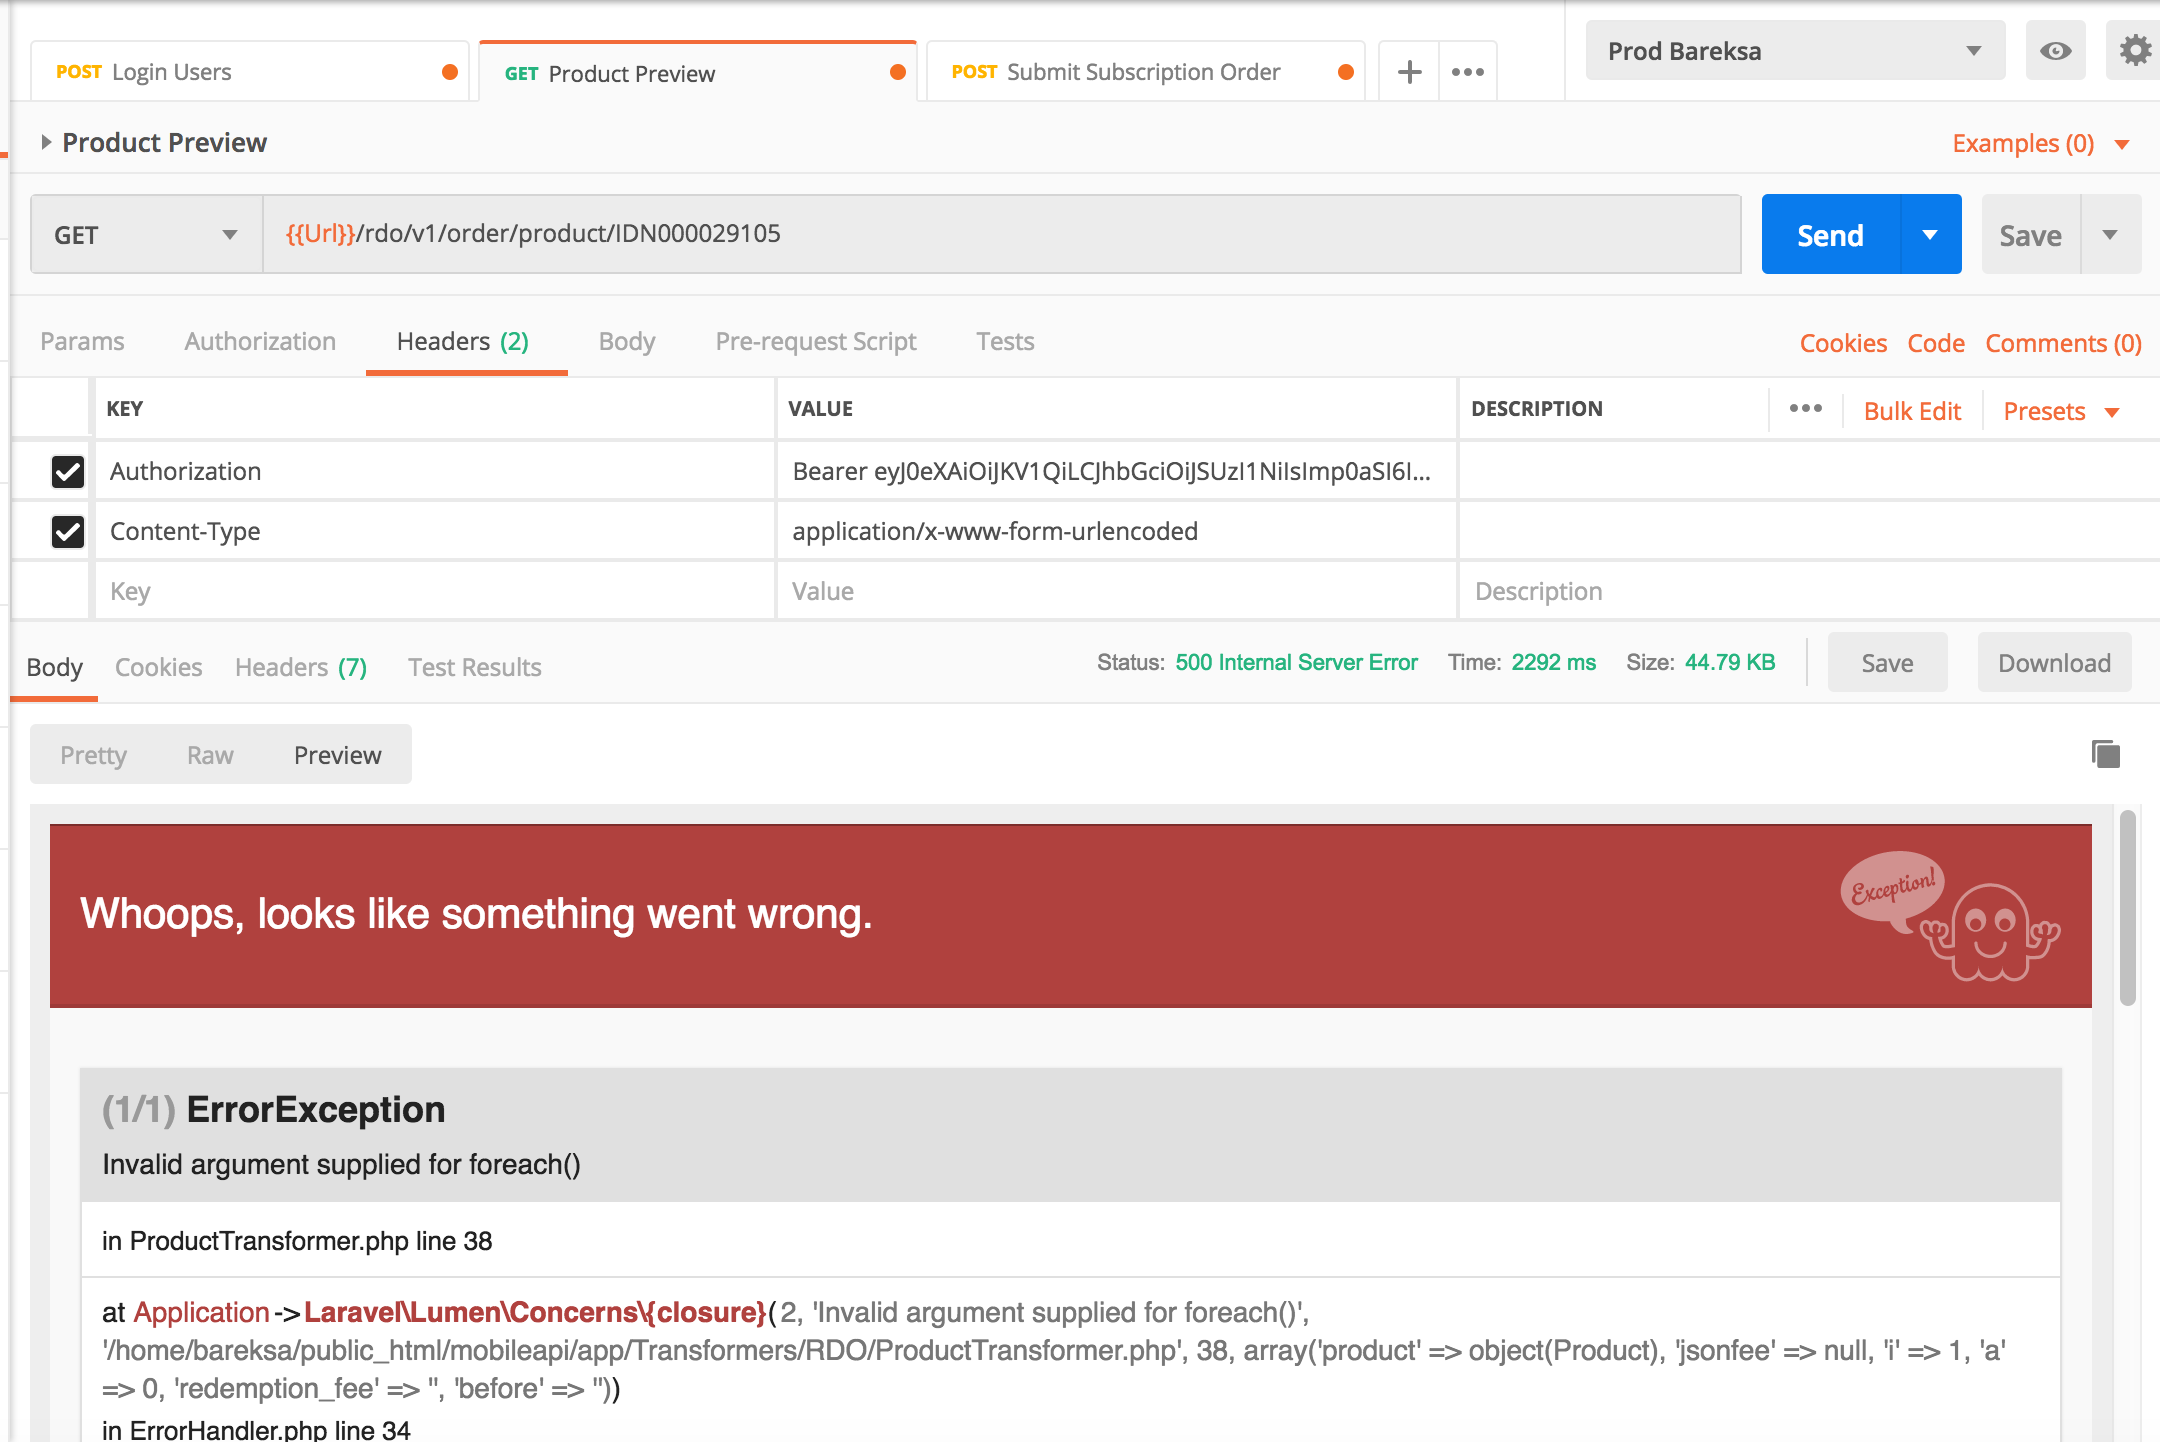 POST Login Users
GET Product Preview
POST Submit Subscription Order
Prod Bareksa
Product Preview
Examples (0)
GET
{{Url}}/rdo/v1/order/product/IDN000029105
Send
Save
Params
Authorization
Headers (2)
Body
Pre-request Script
Tests
Cookies
Code
Comments (0)
KEY
VALUE
DESCRIPTION
Bulk Edit
Presets
Authorization
Bearer eyJ0eXAiOiJKV1QiLCJhbGciOiJSUzI1NiIsImp0aSI6I...
Content-Type
application/x-www-form-urlencoded
Key
Value
Description
Body
Cookies
Headers (7)
Test Results
Status: 500 Internal Server Error
Time: 2292 ms
Size: 44.79 KB
Save
Download
Pretty
Raw
Preview
Whoops, looks like something went wrong.
Exception!
(1/1) ErrorException
Invalid argument supplied for foreach()
in ProductTransformer.php line 38
at Application->Laravel\Lumen\Concerns\{closure}(2, 'Invalid argument supplied for foreach()',
'/home/bareksa/public_html/mobileapi/app/Transformers/RDO/ProductTransformer.php', 38, array('product' => object(Product), 'jsonfee' => null, 'i' => 1, 'a'
=> 0, 'redemption_fee' => '', 'before' => ''))
in ErrorHandler.php line 34